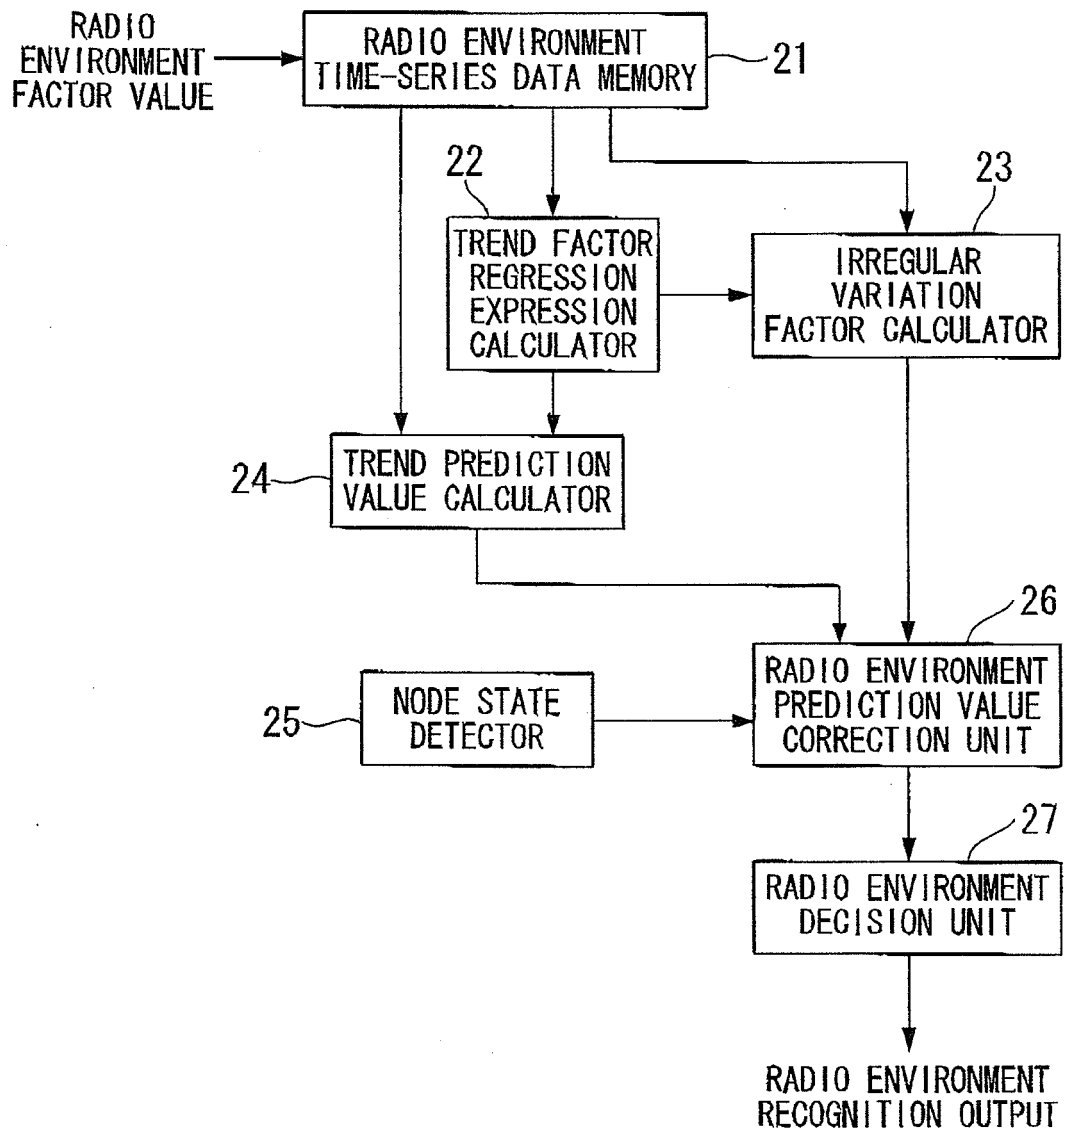 RADIO
ENVIRONMENT
FACTOR VALUE
RADIO ENVIRONMENT
TIME-SERIES DATA MEMORY
21
22
TREND FACTOR
REGRESSION
EXPRESSION
CALCULATOR
23
IRREGULAR
VARIATION
FACTOR CALCULATOR
24
TREND PREDICTION
VALUE CALCULATOR
25
NODE STATE
DETECTOR
26
RADIO ENVIRONMENT
PREDICTION VALUE
CORRECTION UNIT
27
RADIO ENVIRONMENT
DECISION UNIT
RADIO ENVIRONMENT
RECOGNITION OUTPUT